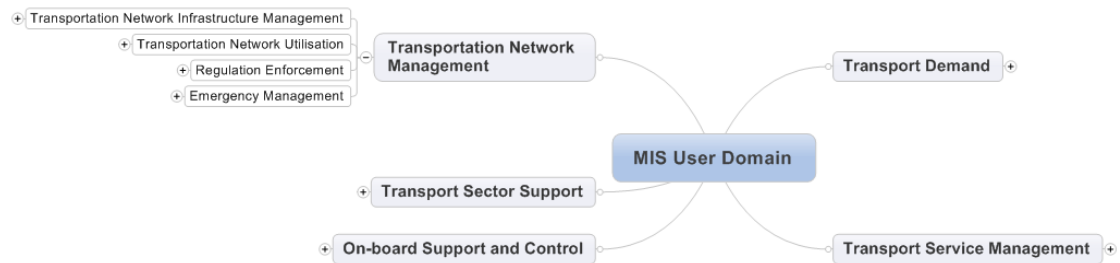 Transportation Network Infrastructure Management
Transportation Network Utilisation
Regulation Enforcement
Emergency Management
Transportation Network
Management
Transport Demand
MIS User Domain
Transport Sector Support
On-board Support and Control
Transport Service Management